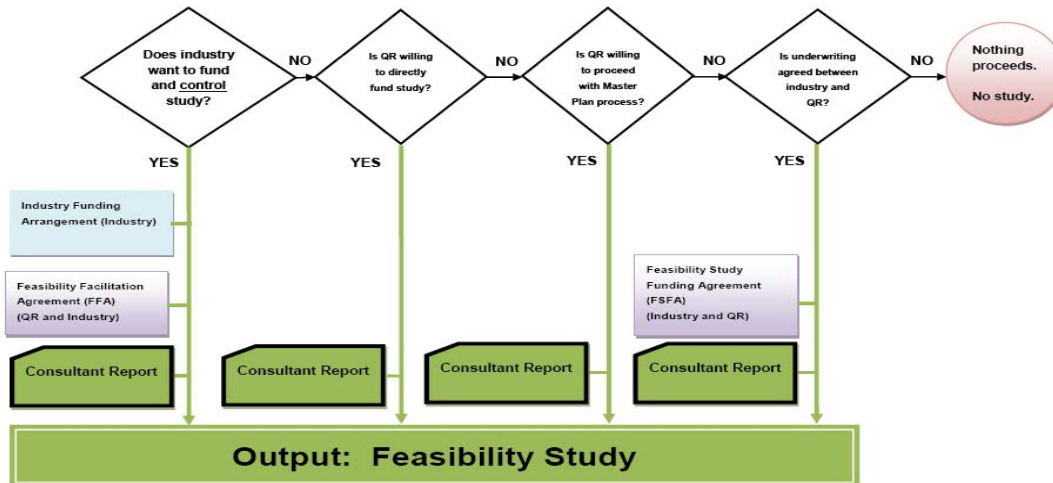 Does industry
want to fund
and control
study?
NO
Is QR willing
to directly
fund study?
NO
Is QR willing
to proceed
with Master
Plan process?
NO
Is underwriting
agreed between
industry and
QR?
NO
Nothing
proceeds.
No study.
YES
YES
YES
YES
Industry Funding
Arrangement (Industry)
Feasibility Facilitation
Agreement (FFA)
(QR and Industry)
Feasibility Study
Funding Agreement
(FSFA)
(Industry and QR)
Consultant Report
Consultant Report
Consultant Report
Consultant Report
Output: Feasibility Study